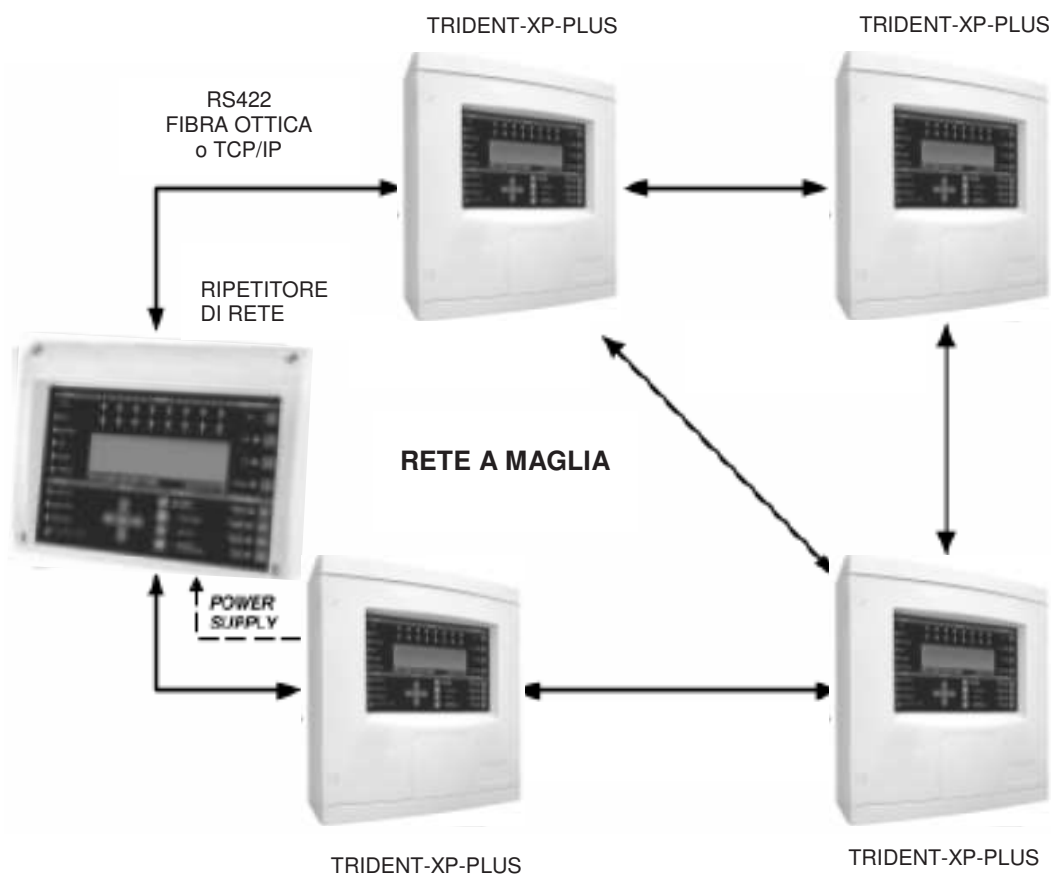 TRIDENT-XP-PLUS
TRIDENT-XP-PLUS
RS422
FIBRA OTTICA
o TCP/IP
RIPETITORE
DI RETE
RETE A MAGLIA
POWER
SUPPLY
TRIDENT-XP-PLUS
TRIDENT-XP-PLUS